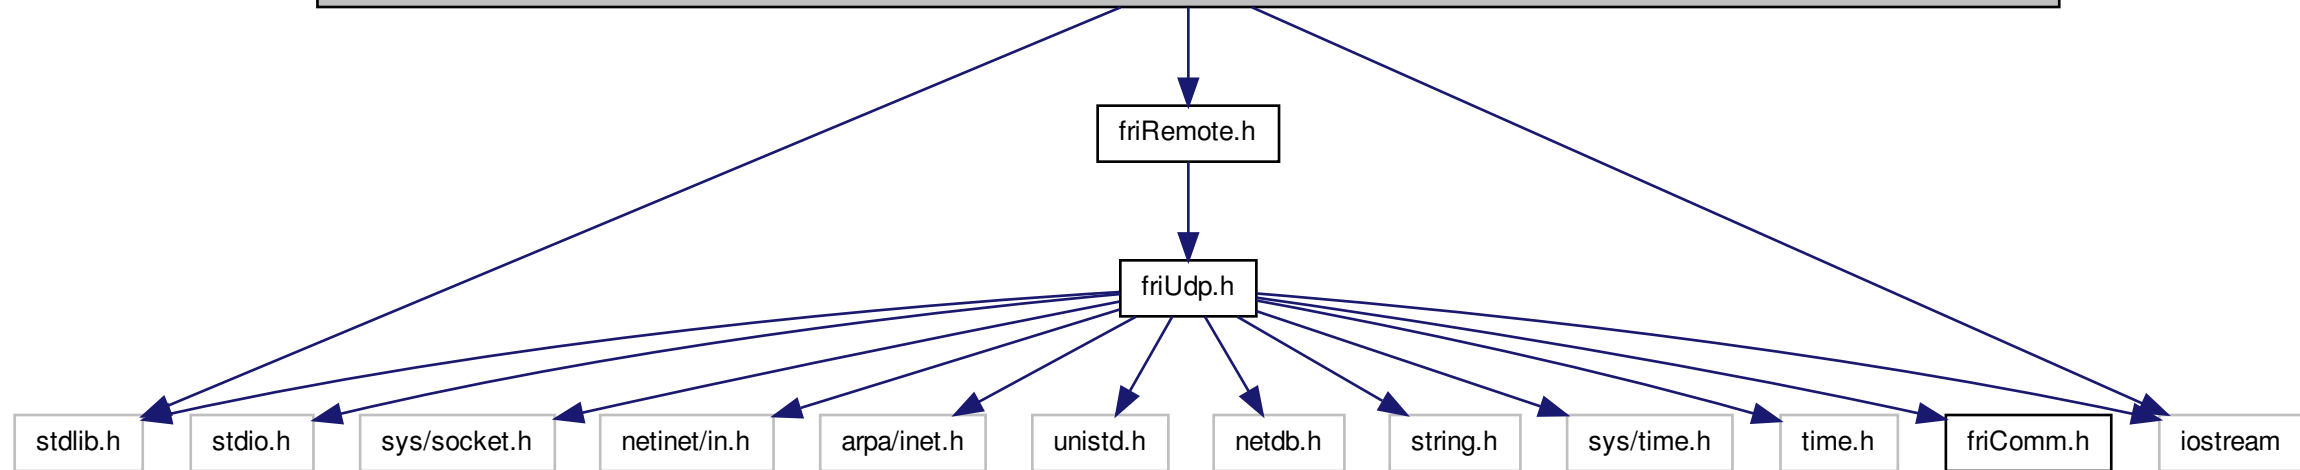 friRemote.h
friUdp.h
stdlib.h
stdio.h
sys/socket.h
netinet/in.h
arpa/inet.h
unistd.h
netdb.h
string.h
sys/time.h
time.h
friComm.h
iostream